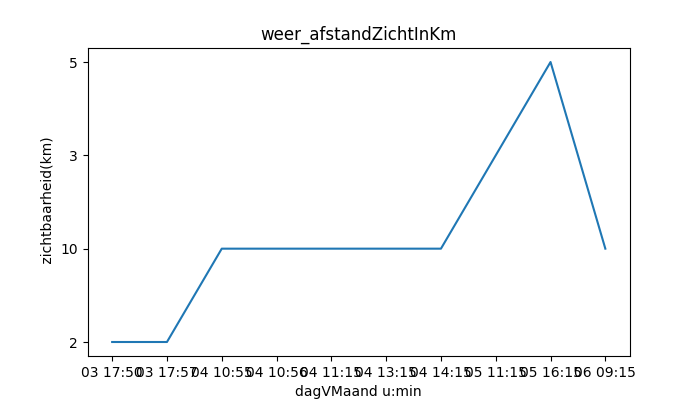 weer_afstandZichtInKm
5
3
10
2
zichtbaarheid(km)
03 17:50 03 17:57 04 10:55 04 10:56 04 11:15 04 13:15 04 14:15 05 11:15 05 16:15 06 09:15
dagVMaand u:min